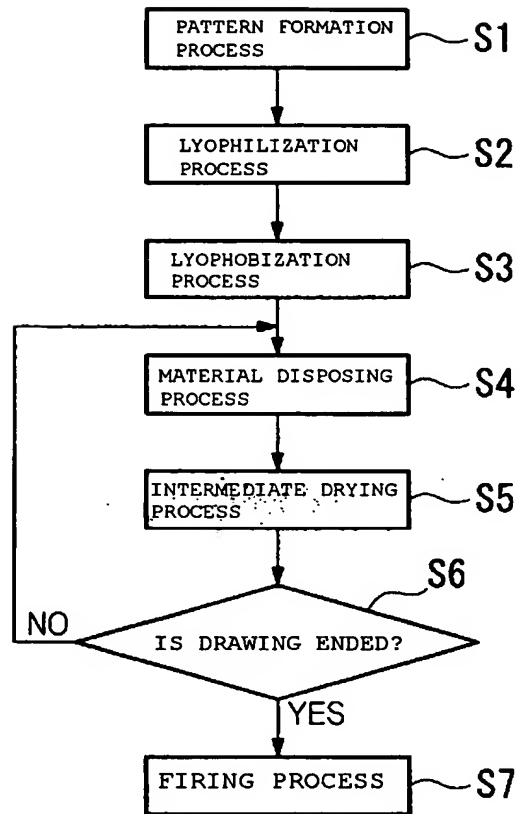 PATTERN FORMATION
PROCESS
S1
LYOPHILIZATION
PROCESS
S2
LYOPHOBIZATION
PROCESS
S3
MATERIAL DISPOSING
PROCESS
S4
INTERMEDIATE DRYING
PROCESS
S5
S6
NO
IS DRAWING ENDED?
YES
FIRING PROCESS
S7